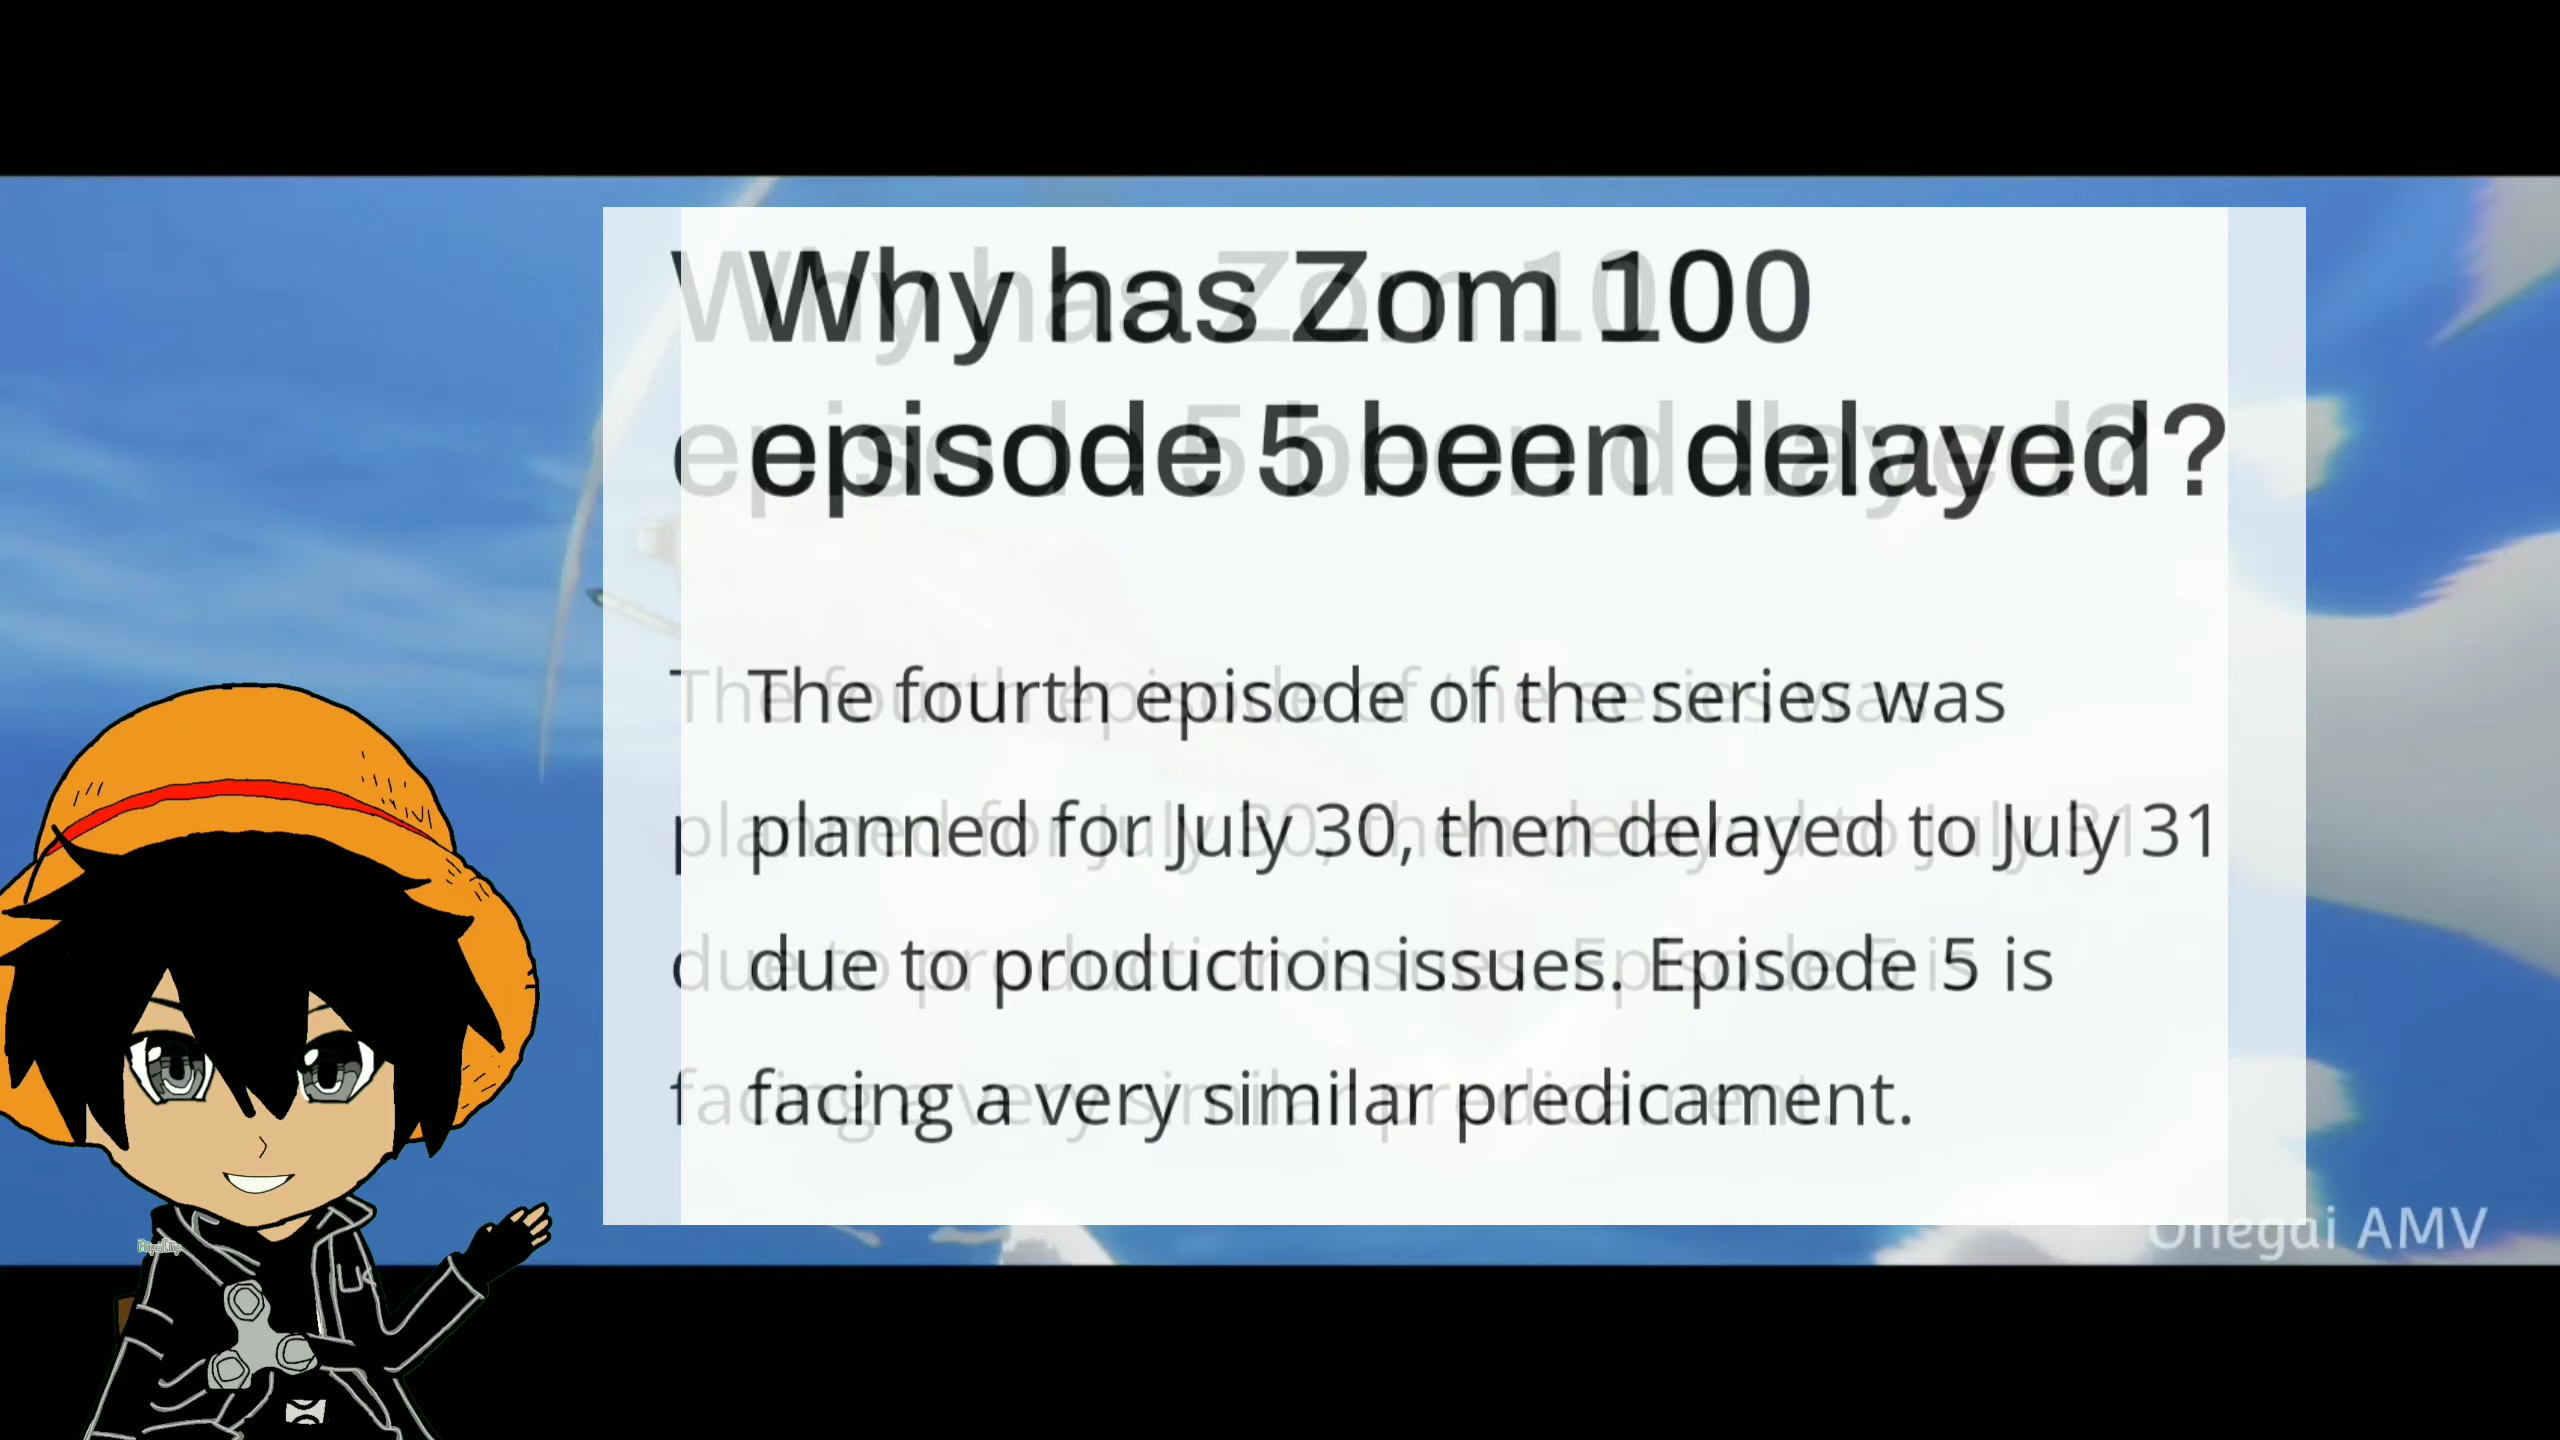 Why has Zom 100
episode 5 been delayed?
The fourth episode of the series was
planned for July 30, then delayed to July 31
due to production issues. Episode 5 is
facing a very similar predicament.
Onegai AMV